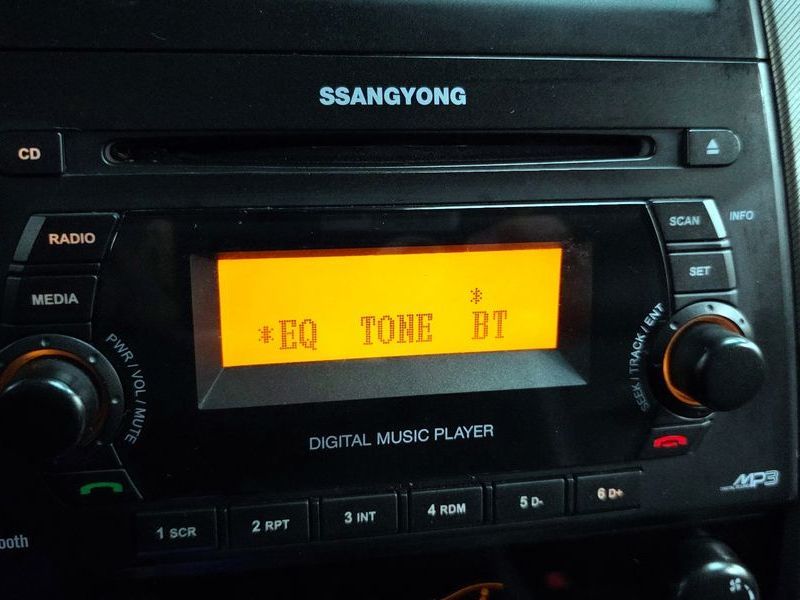 SSANGYONG
CD
RADIO
MEDIA
SCAN
INFO
SET
*
*EQ TONE BT
PWR / VOL / MUTE
SEEK / TRACK / ENT
DIGITAL MUSIC PLAYER
1 SCR
2 RPT
3 INT
4 RDM
5 D-
6 D+
MP3
ooth